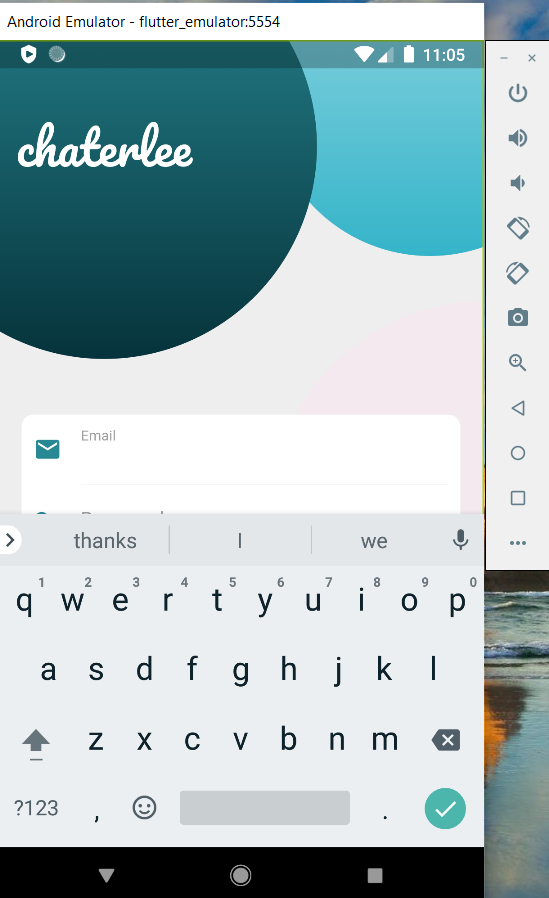 Android Emulator - flutter_emulator:5554
11:05
chaterlee
Email
thanks I we
1 2 3 4 5 6 7 8 9 0
q w e r t y u i o p
a s d f g h j k l
z x c v b n m
?123 , .